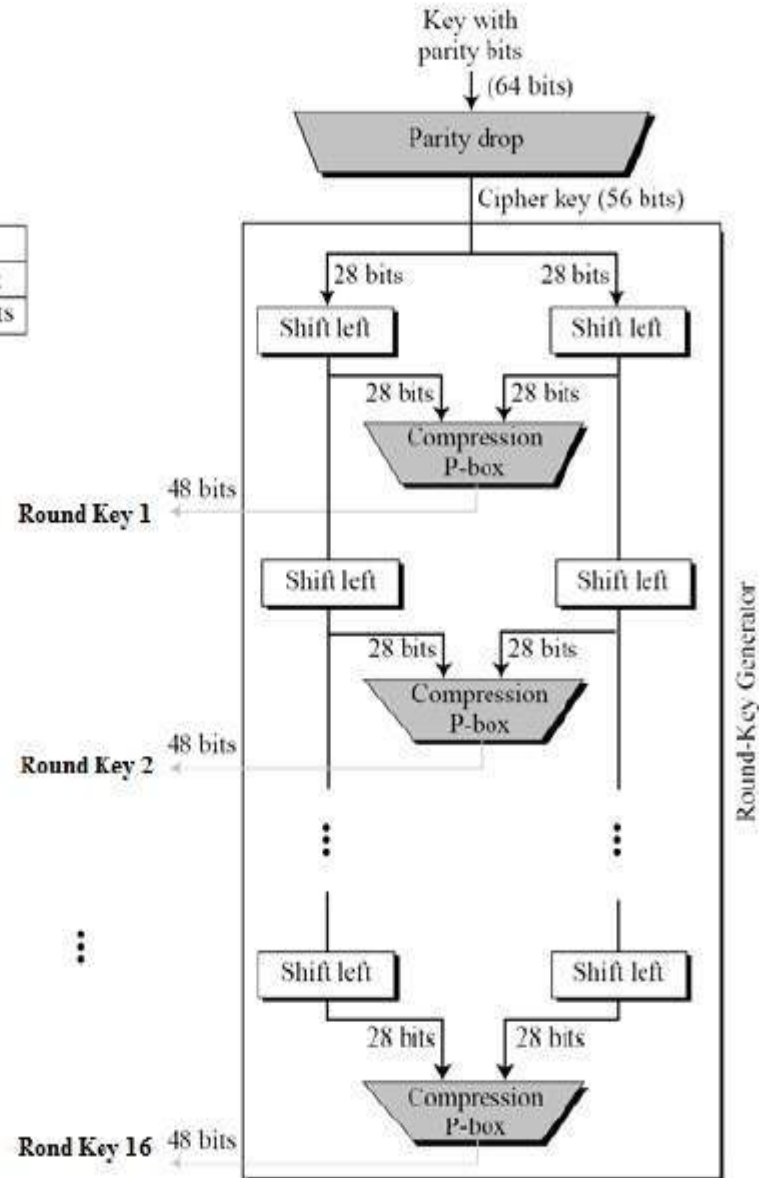 Key with
parity bits
(64 bits)
Parity drop
Cipher key (56 bits)
28 bits 28 bits
Shift left Shift left
28 bits 28 bits
Compression
P-box
48 bits
Round Key 1
Shift left Shift left
28 bits 28 bits
Compression
P-box
48 bits
Round Key 2
Round-Key Generator
Shift left Shift left
28 bits 28 bits
Compression
P-box
48 bits
Rond Key 16